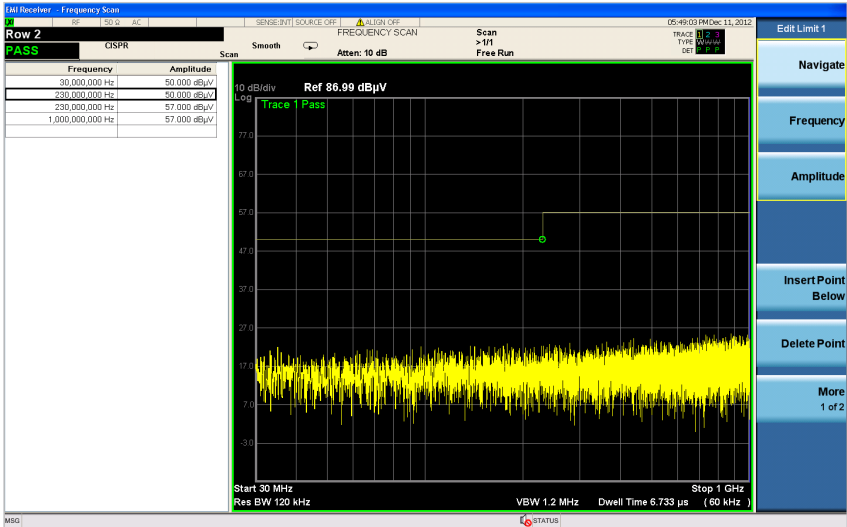 EMI Receiver - Frequency Scan
RF 50 Ω AC SENSE:INT SOURCE OFF ALIGN OFF 05:49:03 PM Dec 11, 2012
Row 2 FREQUENCY SCAN Scan TRACE 1 2 3
PASS CISPR Scan Smooth >1/1 TYPE W W W
Atten: 10 dB Free Run DET P P P
Edit Limit 1
Navigate
Frequency
Amplitude
Insert Point
Below
Delete Point
More
1 of 2
Frequency Amplitude
30,000,000 Hz 50.000 dBµV
230,000,000 Hz 50.000 dBµV
230,000,000 Hz 57.000 dBµV
1,000,000,000 Hz 57.000 dBµV
10 dB/div Ref 86.99 dBµV
Log
Trace 1 Pass
77.0
67.0
57.0
47.0
37.0
27.0
17.0
7.0
-3.0
Start 30 MHz Stop 1 GHz
Res BW 120 kHz VBW 1.2 MHz Dwell Time 6.733 µs ( 60 kHz )
MSG STATUS